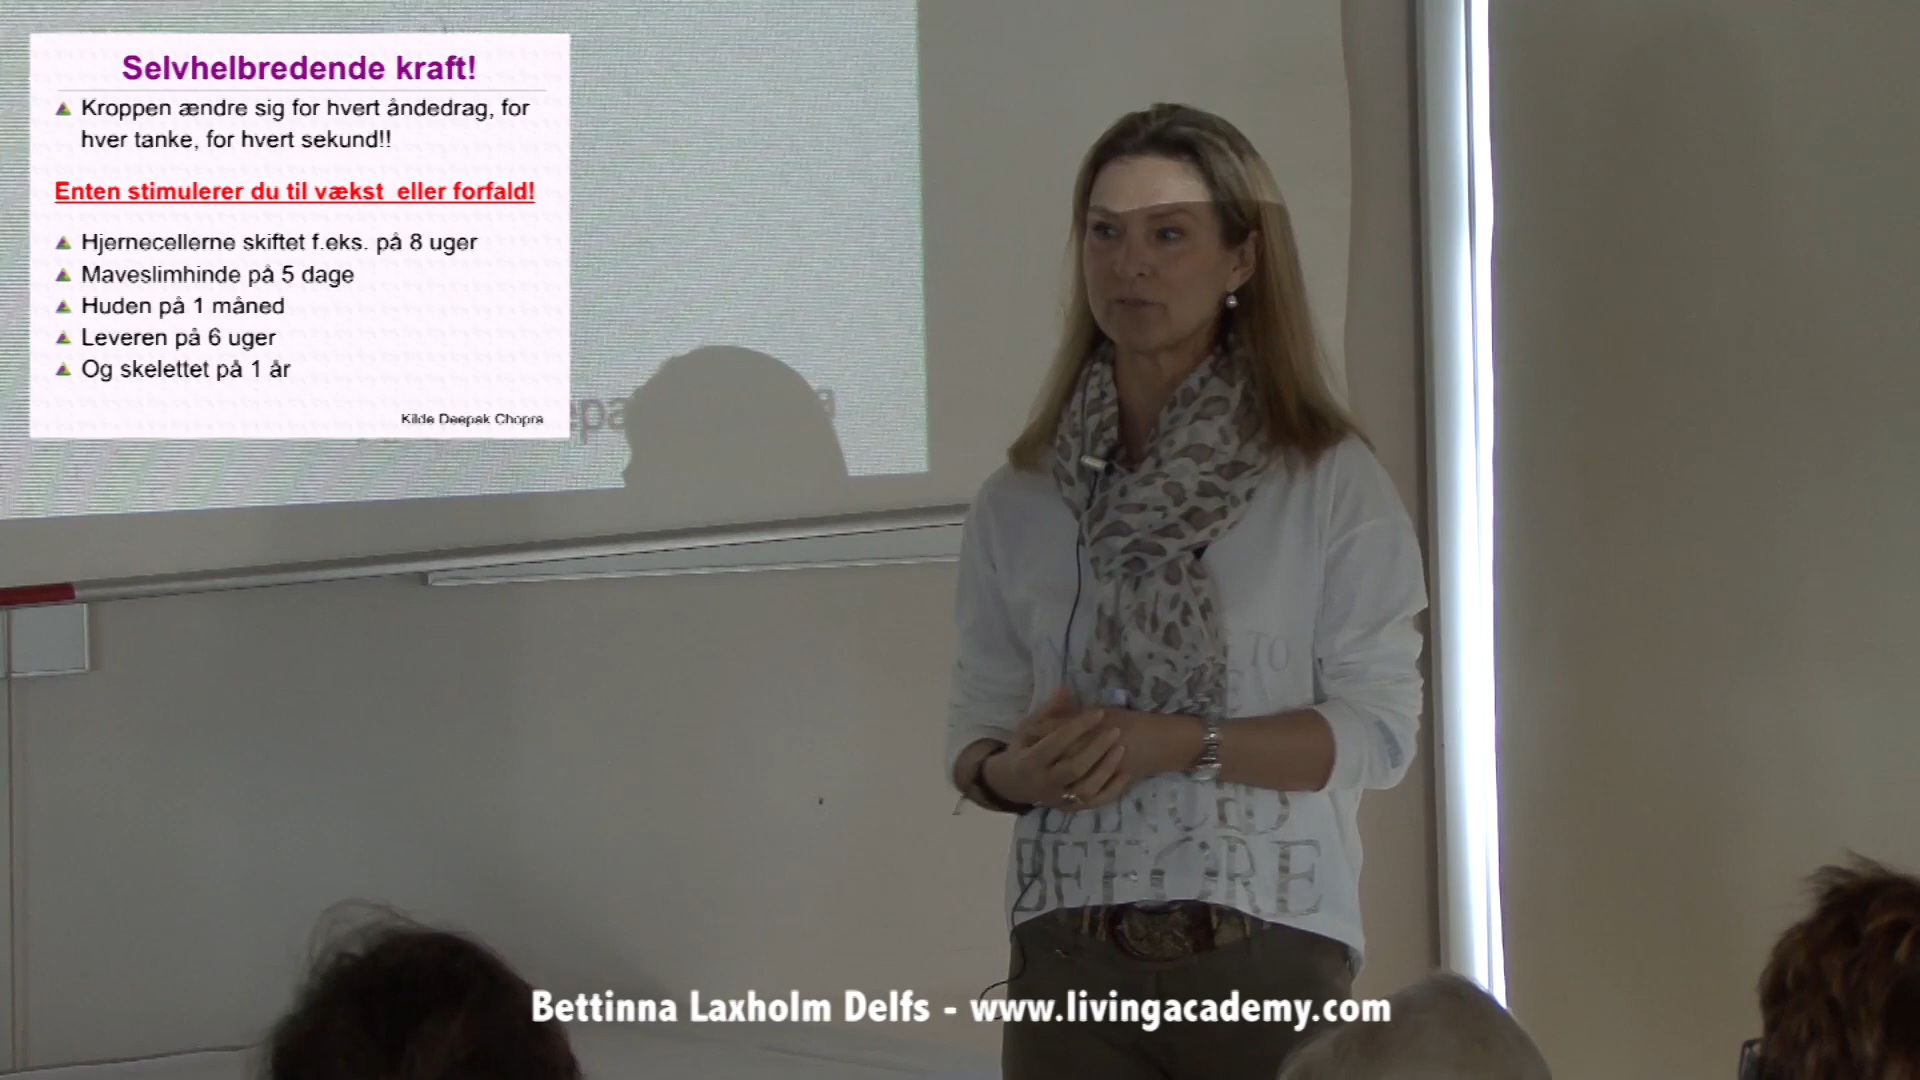 Selvhelbredende kraft!
Kroppen ændre sig for hvert åndedrag, for
hver tanke, for hvert sekund!!
Enten stimulerer du til vækst eller forfald!
Hjernecellerne skiftet f.eks. på 8 uger
Maveslimhinde på 5 dage
Huden på 1 måned
Leveren på 6 uger
Og skelettet på 1 år
Kilde Deepak Chopra
TO
BEFORE
Bettinna Laxholm Delfs - www.livingacademy.com